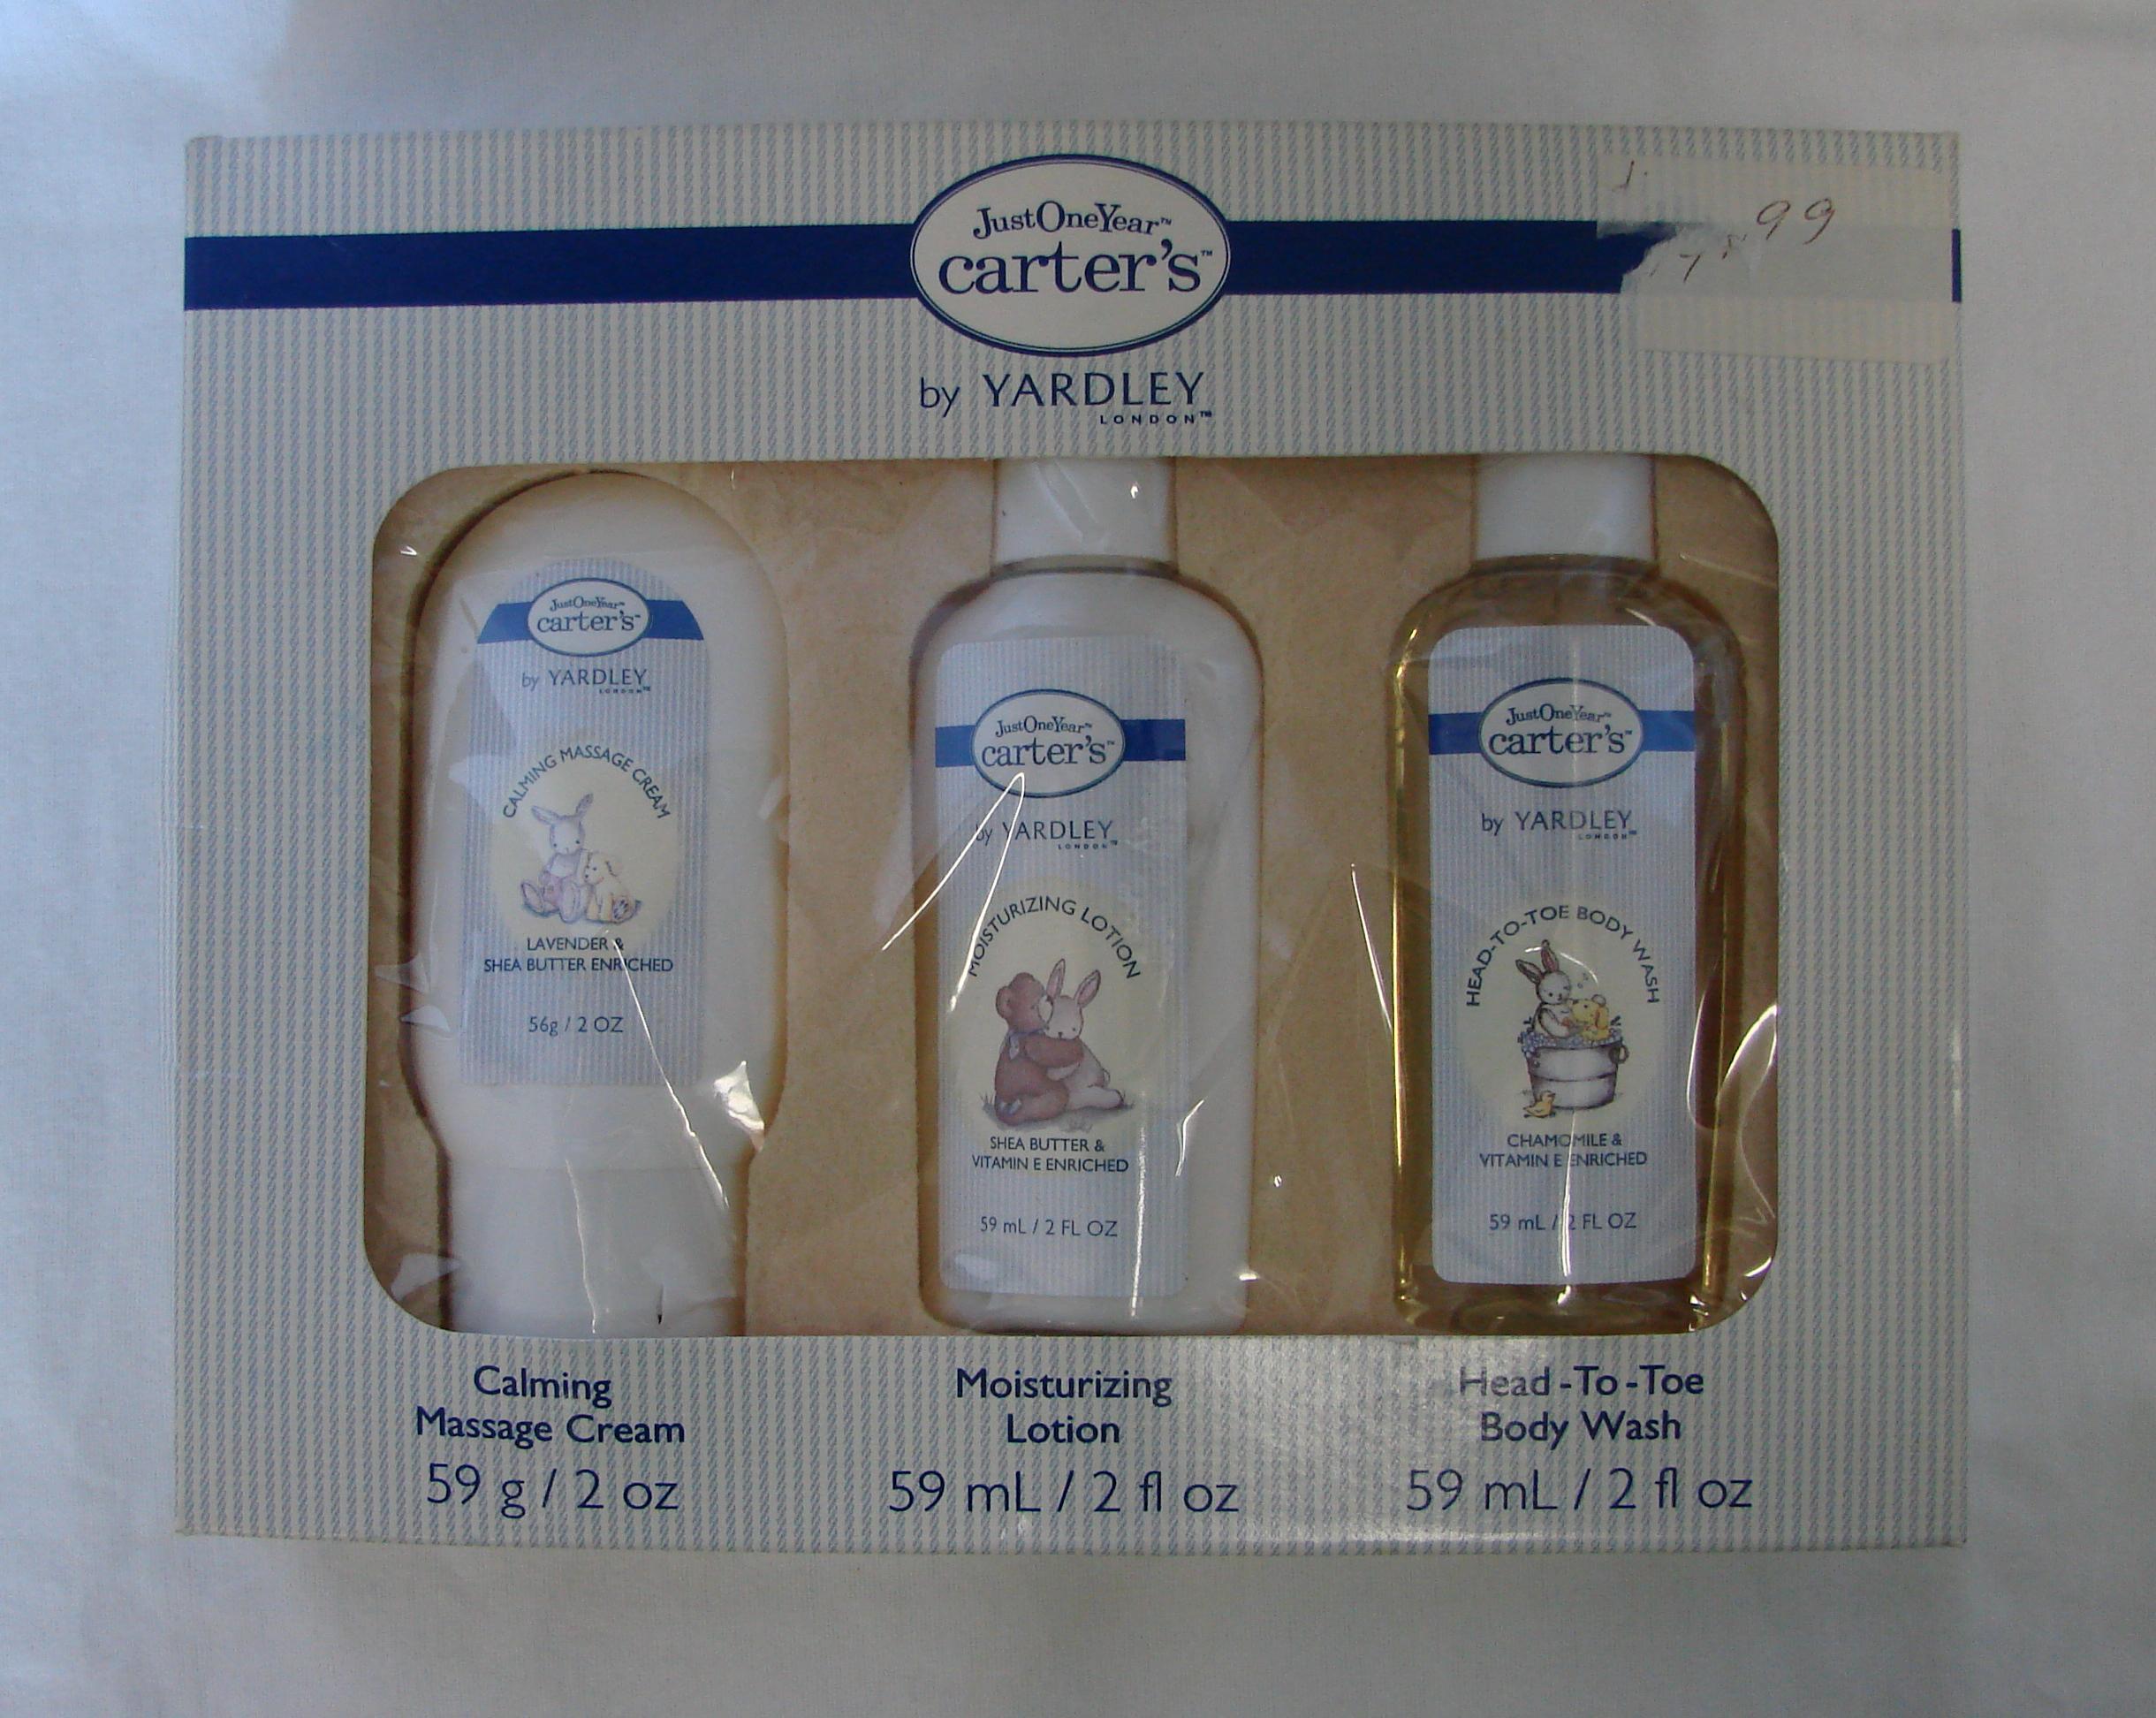 JustOneYear™
carter's™
by YARDLEY
LONDON™
99
JustOneYear™
carter's™
by YARDLEY
LONDON™
CALMING MASSAGE CREAM
LAVENDER &
SHEA BUTTER ENRICHED
56g / 2 OZ
JustOneYear™
carter's™
by YARDLEY
LONDON™
MOISTURIZING LOTION
SHEA BUTTER &
VITAMIN E ENRICHED
59 mL / 2 FL OZ
JustOneYear™
carter's™
by YARDLEY
LONDON™
HEAD-TO-TOE BODY WASH
CHAMOMILE &
VITAMIN E ENRICHED
59 mL / 2 FL OZ
Calming
Massage Cream
59 g / 2 oz
Moisturizing
Lotion
59 mL / 2 fl oz
Head-To-Toe
Body Wash
59 mL / 2 fl oz